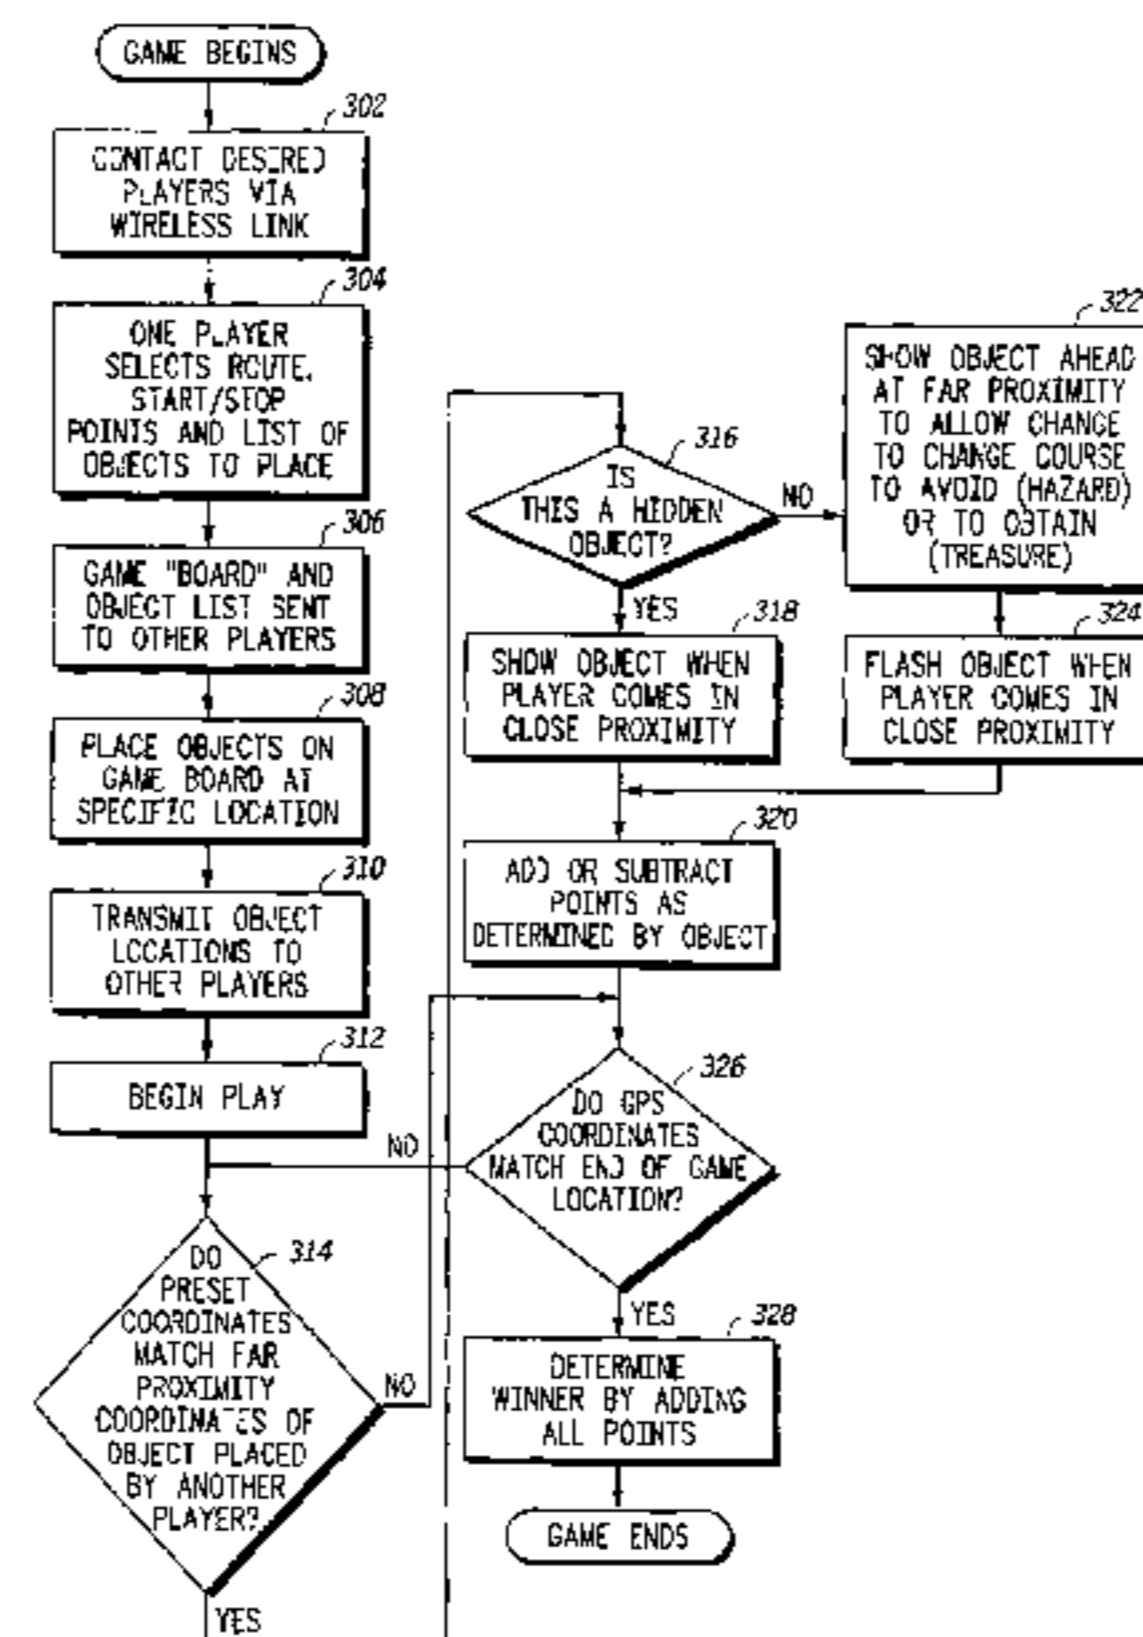 GAME BEGINS
302
CONTACT DESIRED
PLAYERS VIA
WIRELESS LINK
304
ONE PLAYER
SELECTS ROUTE,
START/STOP
POINTS AND LIST OF
OBJECTS TO PLACE
306
GAME "BOARD" AND
OBJECT LIST SENT
TO OTHER PLAYERS
308
PLACE OBJECTS ON
GAME BOARD AT
SPECIFIC LOCATION
310
TRANSMIT OBJECT
LOCATIONS TO
OTHER PLAYERS
312
BEGIN PLAY
314
DO
PRESET
COORDINATES
MATCH FAR
PROXIMITY
COORDINATES OF
OBJECT PLACED
BY ANOTHER
PLAYER?
NO
YES
316
IS
THIS A HIDDEN
OBJECT?
NO
YES
318
SHOW OBJECT WHEN
PLAYER COMES IN
CLOSE PROXIMITY
322
SHOW OBJECT AHEAD
AT FAR PROXIMITY
TO ALLOW CHANGE
TO CHANGE COURSE
TO AVOID (HAZARD)
OR TO OBTAIN
(TREASURE)
324
FLASH OBJECT WHEN
PLAYER COMES IN
CLOSE PROXIMITY
320
ADD OR SUBTRACT
POINTS AS
DETERMINED BY OBJECT
326
DO GPS
COORDINATES
MATCH END OF GAME
LOCATION?
NO
YES
328
DETERMINE
WINNER BY ADDING
ALL POINTS
GAME ENDS